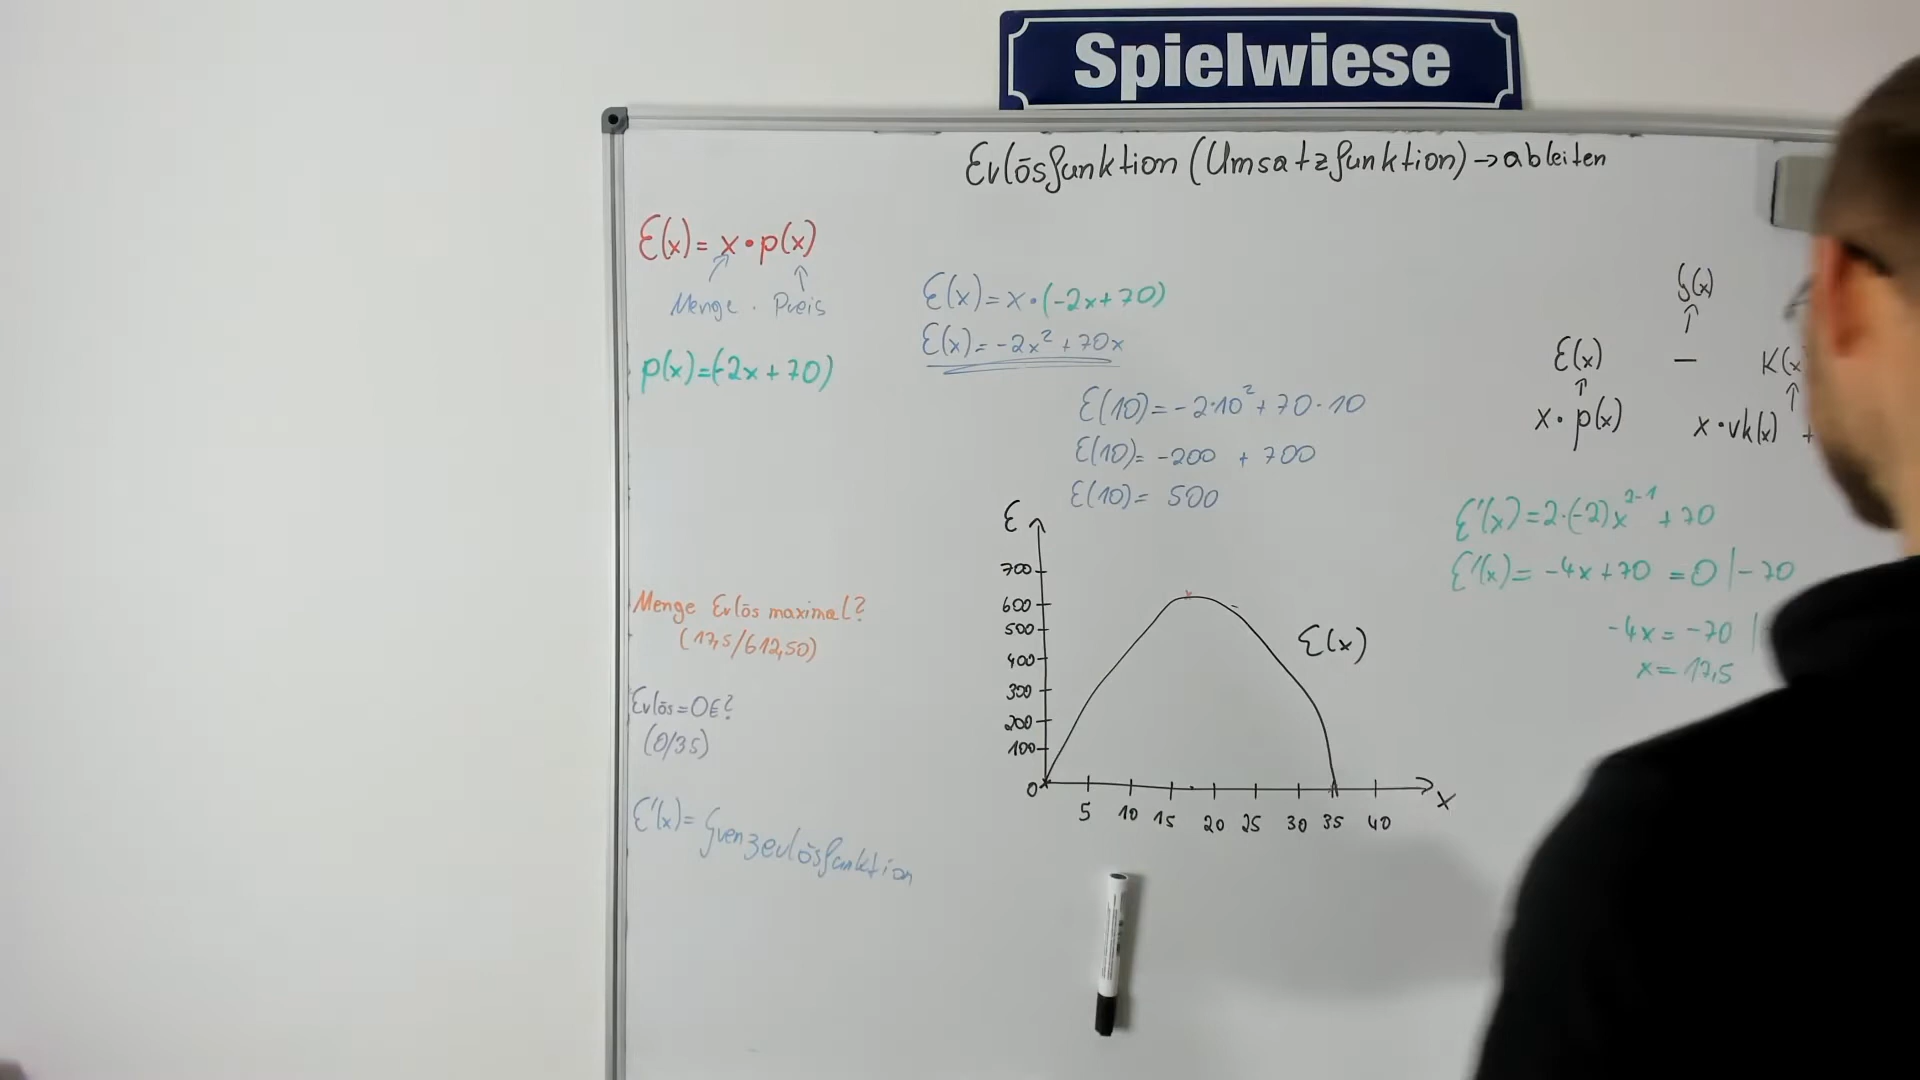 Spielwiese
Erlösfunktion (Umsatzfunktion) → ableiten
E(x) = x · p(x)
Menge · Preis
p(x)=(-2x + 70)
E(x) = x · (-2x + 70)
E(x) = -2x² + 70x
E(10) = -2·10² + 70 · 10
E(10) = -200 + 700
E(10) = 500
G(x)
↑
E(x) — K(x
↑ ↑
x · p(x) x · vk(x) +
E'(x) = 2·(-2)x²⁻¹ + 70
E'(x) = -4x + 70 = 0 | -70
-4x = -70 |
x = 17,5
Menge Erlös maximal?
(17,5/612,50)
Erlös = 0€?
(0/35)
E'(x) = Grenzerlösfunktion
E
700
600
500
400
300
200
100
0
E(x)
5 10 15 20 25 30 35 40
x